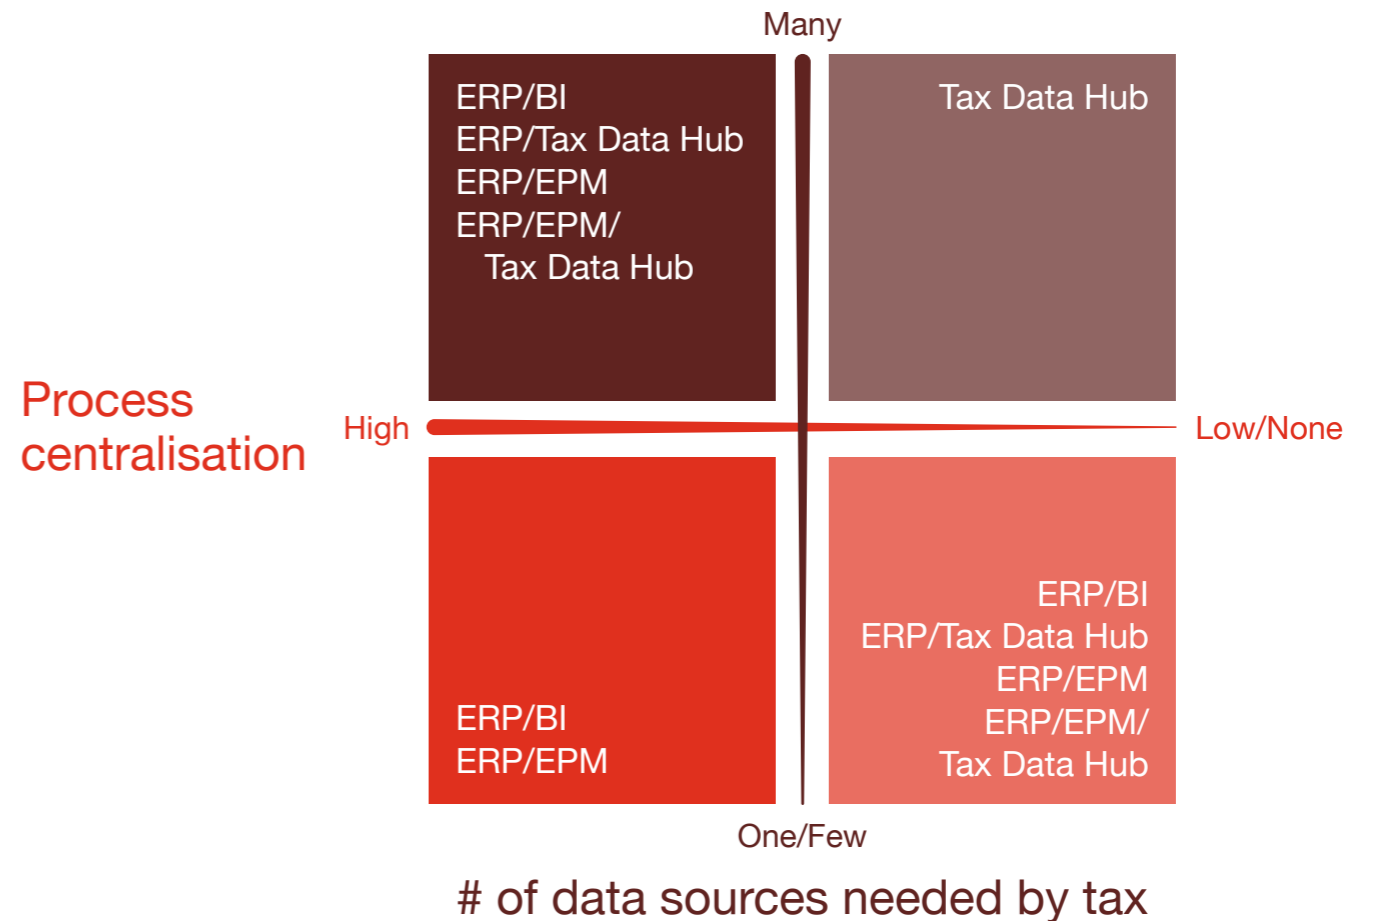 Many
ERP/BI
ERP/Tax Data Hub
ERP/EPM
ERP/EPM/
Tax Data Hub
Tax Data Hub
Process
centralisation
High
Low/None
ERP/BI
ERP/EPM
ERP/BI
ERP/Tax Data Hub
ERP/EPM
ERP/EPM/
Tax Data Hub
One/Few
# of data sources needed by tax